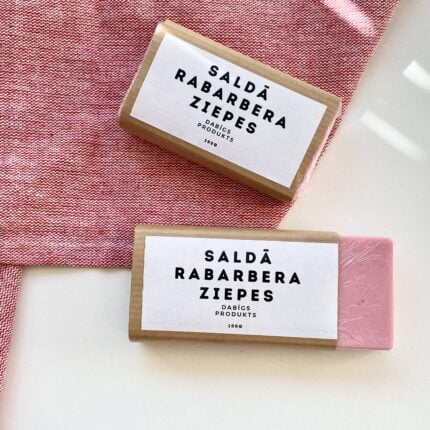 SALDĀ
RABARBERA
ZIEPES
DABĪGS
PRODUKTS
100G
SALDĀ
RABARBERA
ZIEPES
DABĪGS
PRODUKTS
100G